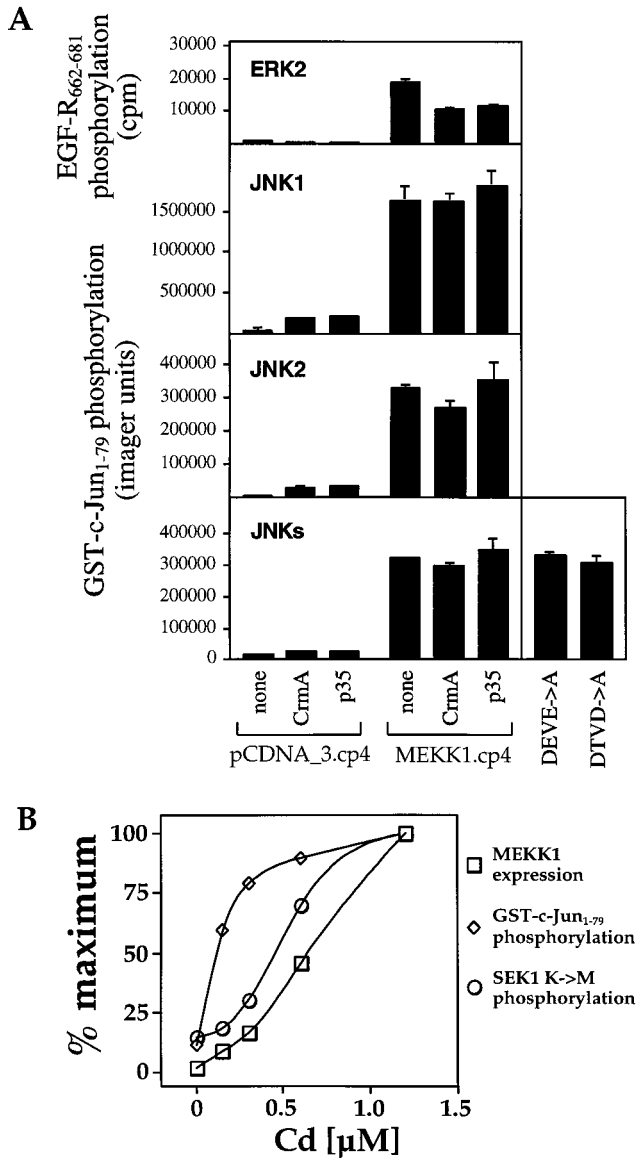 A
EGF-R662-681
phosphorylation
(cpm)
30000
20000
10000
ERK2
GST-c-Jun1-79 phosphorylation
(imager units)
1500000
1000000
500000
JNK1
400000
300000
200000
100000
JNK2
400000
300000
200000
100000
0
JNKs
none
CrmA
p35
none
CrmA
p35
DEVE->A
DTVD->A
pCDNA_3.cp4
MEKK1.cp4
B
% maximum
100
75
50
25
0
0
0.5
1.0
1.5
Cd [µM]
MEKK1
expression
GST-c-Jun1-79
phosphorylation
SEK1 K->M
phosphorylation